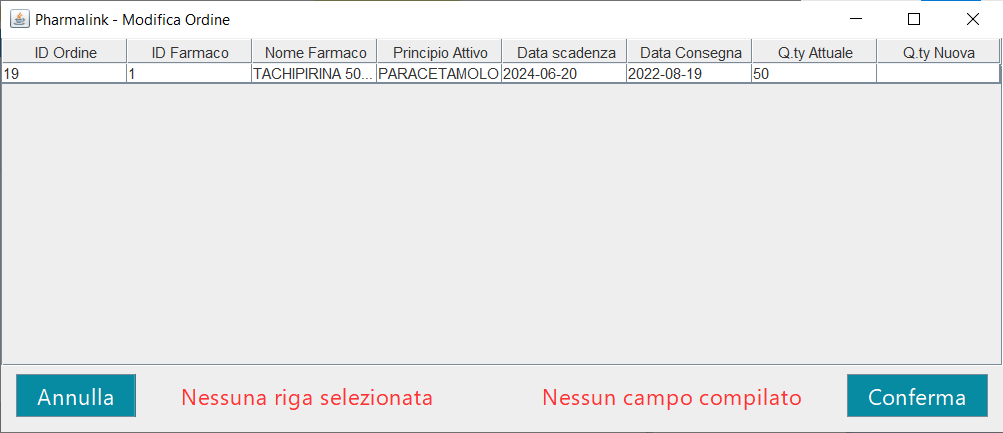 Pharmalink - Modifica Ordine
ID Ordine ID Farmaco Nome Farmaco Principio Attivo Data scadenza Data Consegna Q.ty Attuale Q.ty Nuova
19 1 TACHIPIRINA 50... PARACETAMOLO 2024-06-20 2022-08-19 50
Annulla Nessuna riga selezionata Nessun campo compilato Conferma